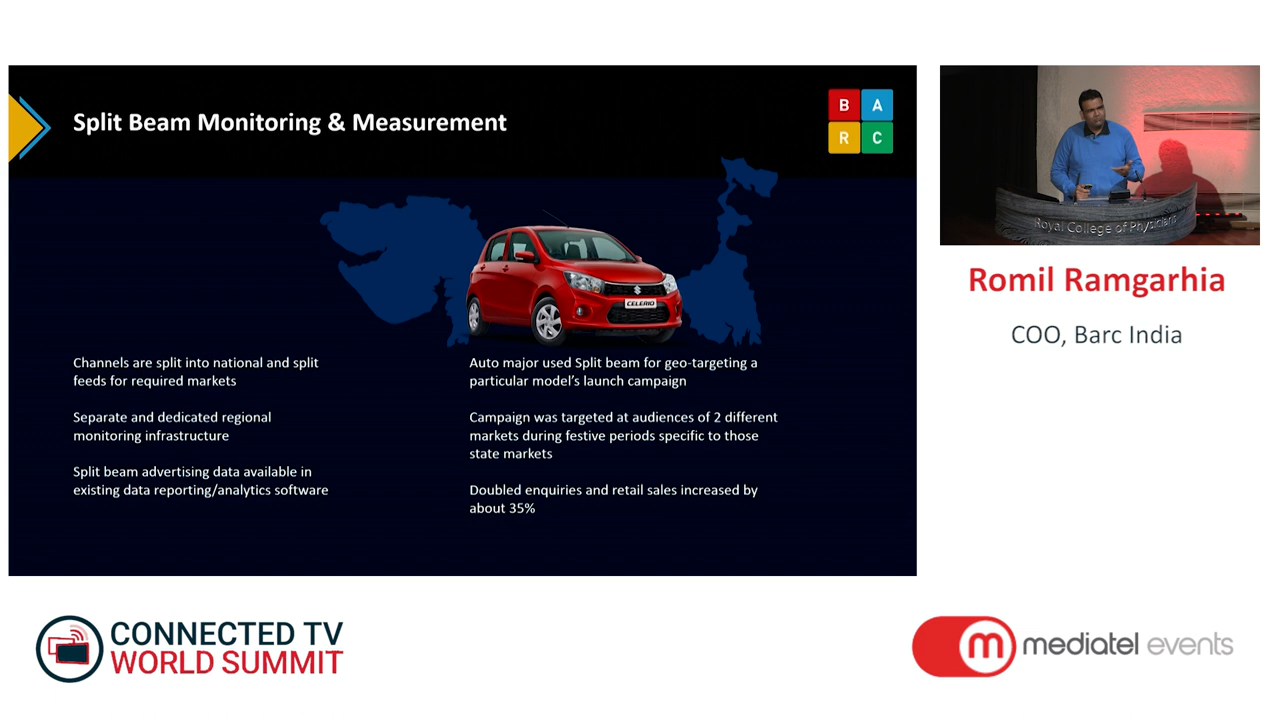 Split Beam Monitoring & Measurement
B A
R C
Channels are split into national and split
feeds for required markets
Separate and dedicated regional
monitoring infrastructure
Split beam advertising data available in
existing data reporting/analytics software
CELERIO
Auto major used Split beam for geo-targeting a
particular model's launch campaign
Campaign was targeted at audiences of 2 different
markets during festive periods specific to those
state markets
Doubled enquiries and retail sales increased by
about 35%
Royal College of Physicians
Romil Ramgarhia
COO, Barc India
CONNECTED TV
WORLD SUMMIT
m mediatel events